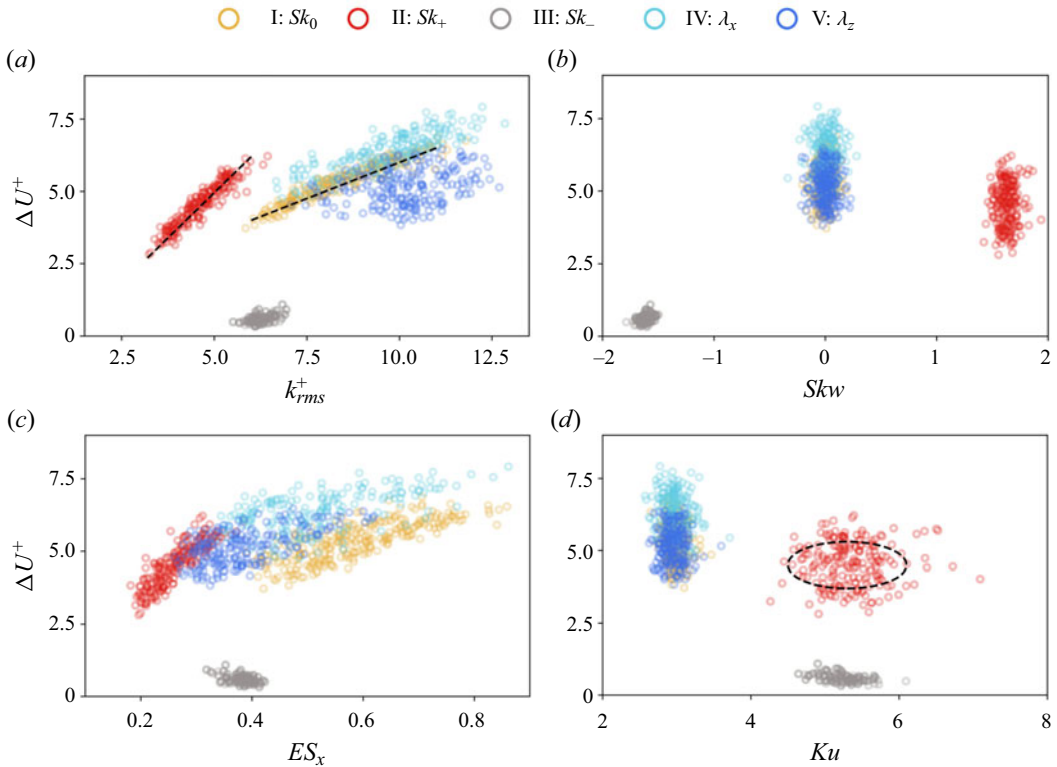 I: Sk₀ II: Sk₊ III: Sk₋ IV: λₓ V: λ_z
(a) (b)
7.5 7.5
ΔU⁺ 5.0 5.0
2.5 2.5
0 0
2.5 5.0 7.5 10.0 12.5 −2 −1 0 1 2
k⁺ᵣₘₛ Skw
(c) (d)
7.5 7.5
ΔU⁺ 5.0 5.0
2.5 2.5
0 0
0.2 0.4 0.6 0.8 2 4 6 8
ESₓ Ku